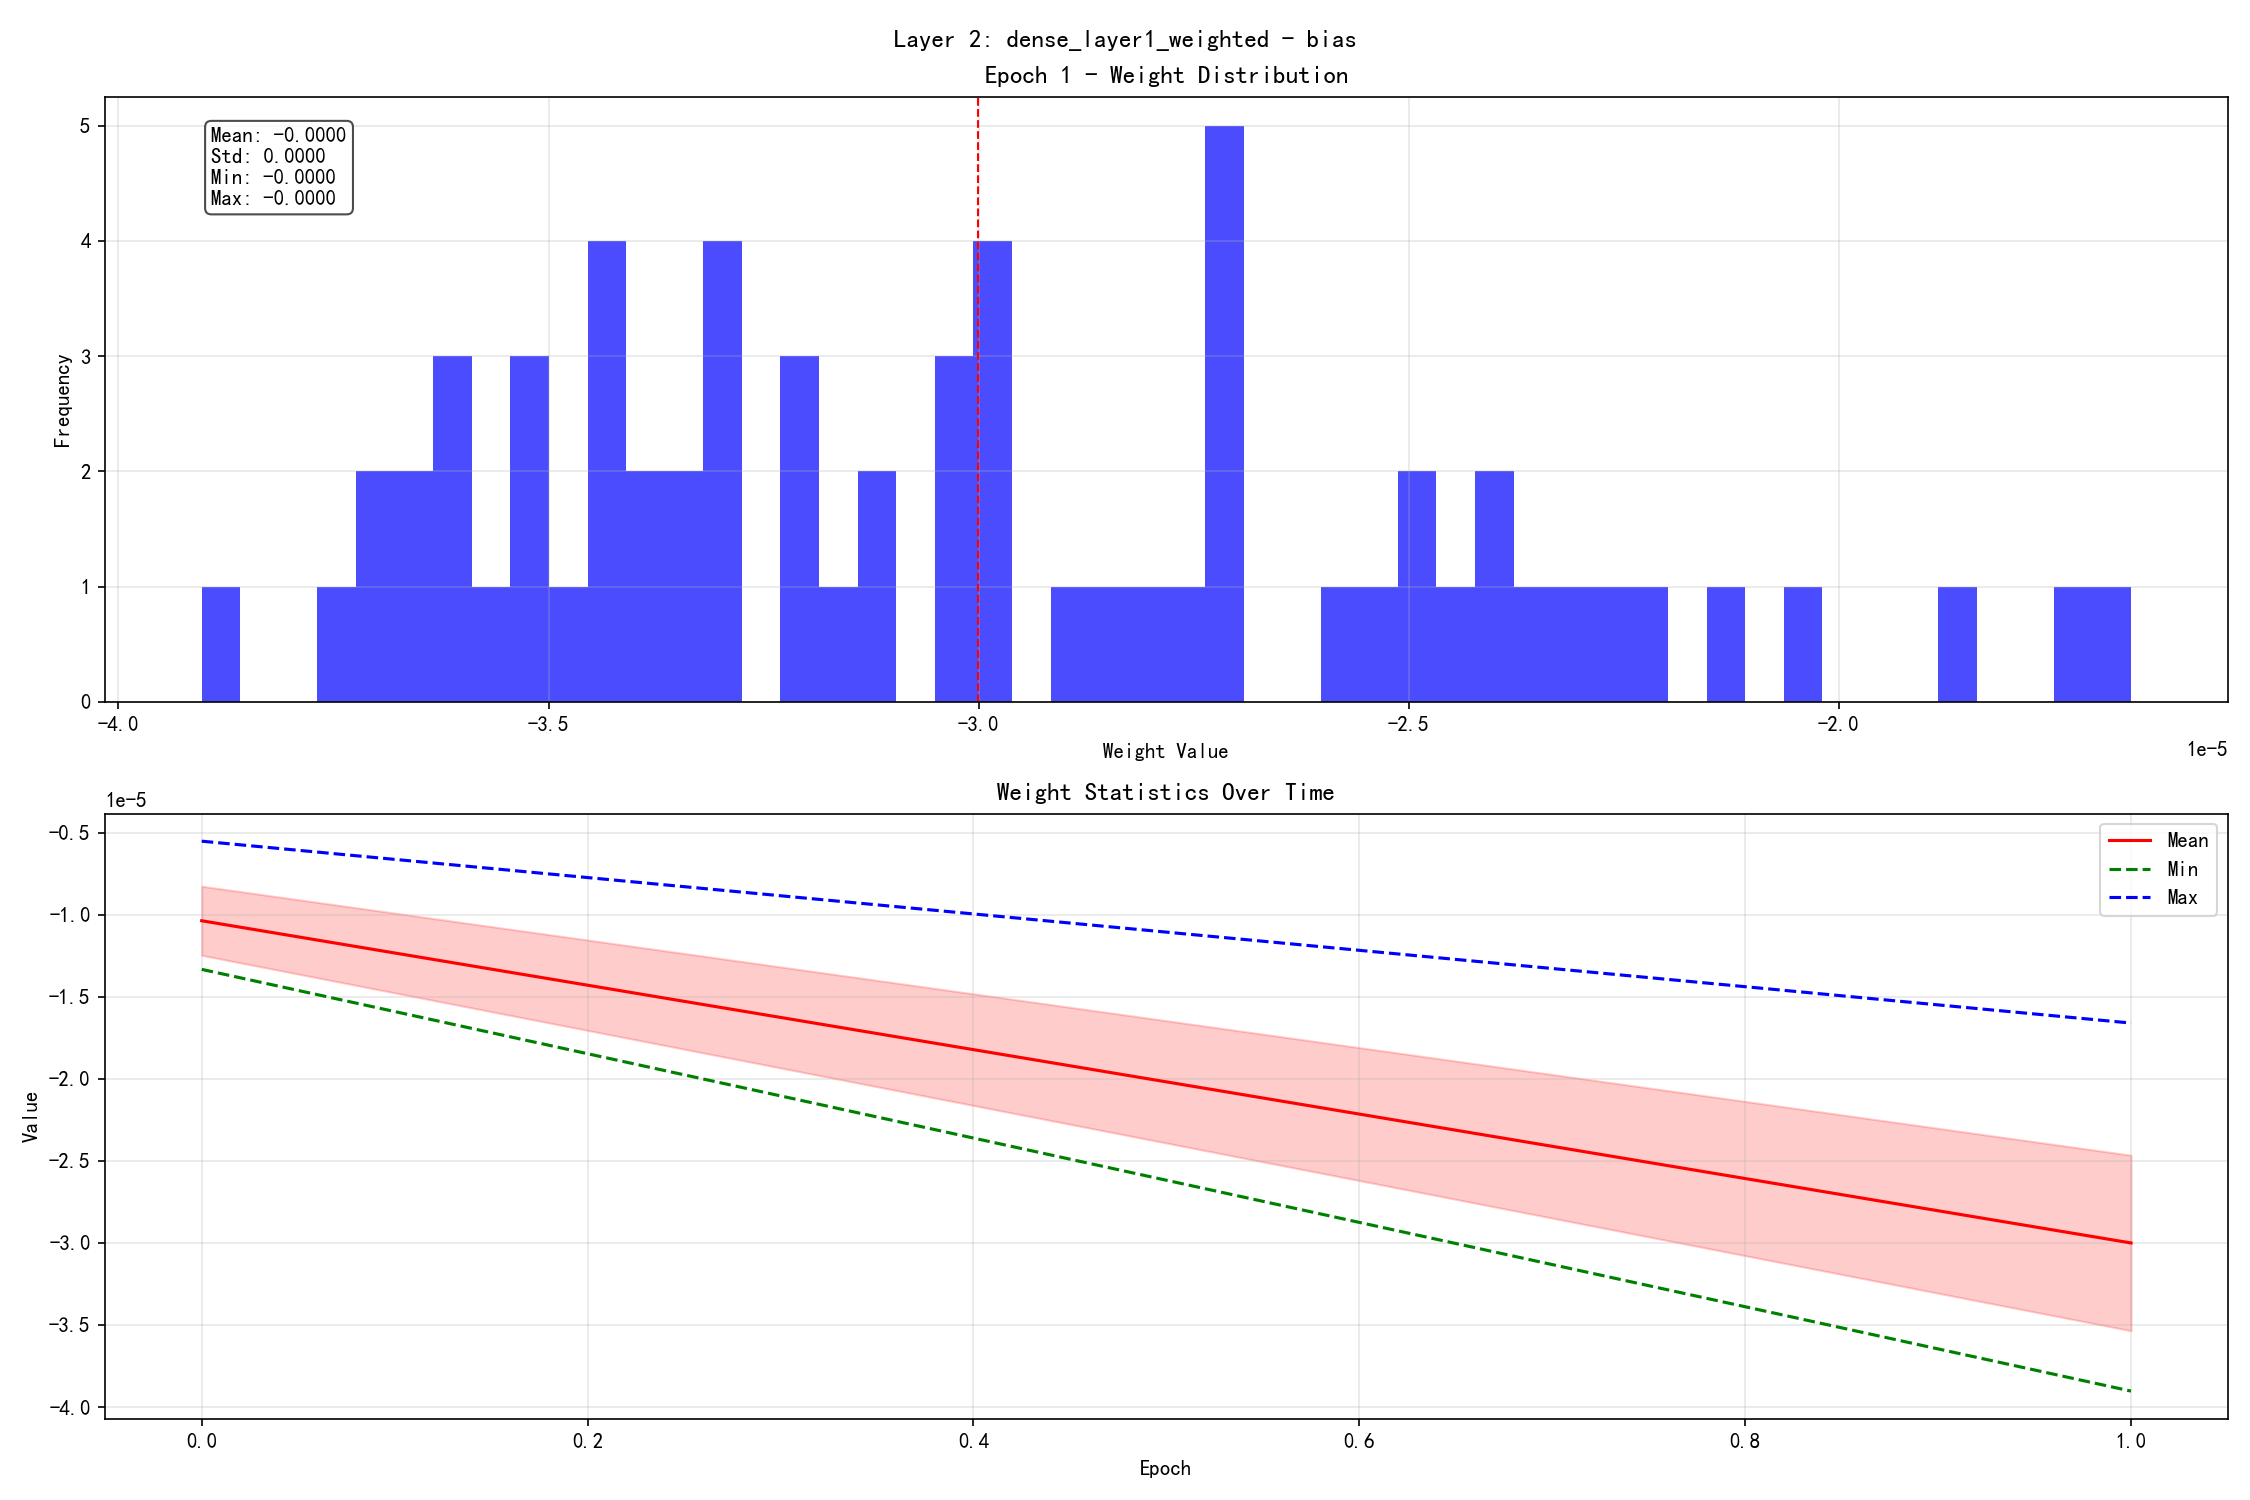 Layer 2: dense_layer1_weighted - bias
Epoch 1 - Weight Distribution
Mean: -0.0000
Std: 0.0000
Min: -0.0000
Max: -0.0000
5
4
3
2
1
0
Frequency
-4.0 -3.5 -3.0 -2.5 -2.0
1e-5
Weight Value
Weight Statistics Over Time
1e-5
Mean
Min
Max
-0.5
-1.0
-1.5
-2.0
-2.5
-3.0
-3.5
-4.0
Value
0.0 0.2 0.4 0.6 0.8 1.0
Epoch